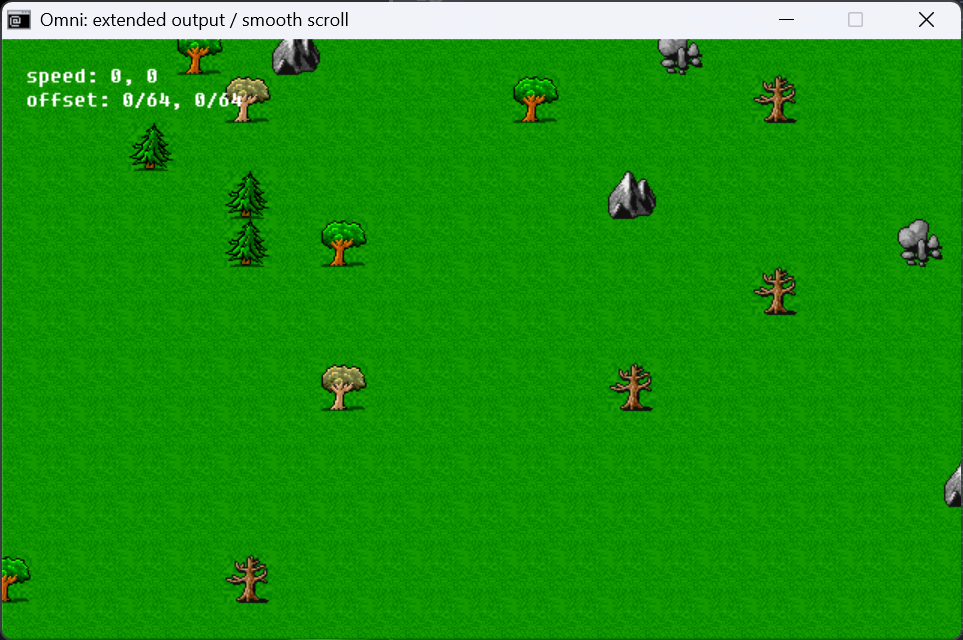 Omni: extended output / smooth scroll
speed: 0, 0
offset: 0/64, 0/64